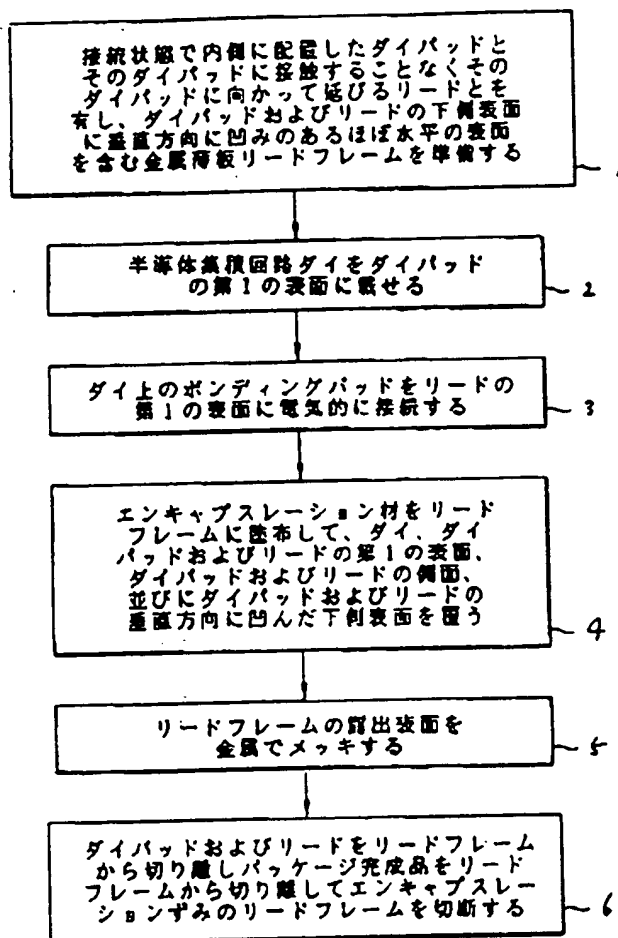 接続状態で内側に配置したダイパッドと
そのダイパッドに接触することなくその
ダイパッドに向かって延びるリードとを
有し、ダイパッドおよびリードの下側表面
に垂直方向に凹みのあるほぼ水平の表面
を含む金属薄板リードフレームを準備する
半導体集積回路ダイをダイパッド
の第1の表面に載せる
2
ダイ上のボンディングパッドをリードの
第1の表面に電気的に接続する
3
エンキャプスレーション材をリード
フレームに塗布して、ダイ、ダイ
パッドおよびリードの第1の表面、
ダイパッドおよびリードの側面、
並びにダイパッドおよびリードの
垂直方向に凹んだ下側表面を覆う
4
リードフレームの露出表面を
金属でメッキする
5
ダイパッドおよびリードをリードフレーム
から切り離しパッケージ完成品をリード
フレームから切り離してエンキャプスレー
ションずみのリードフレームを切断する
6